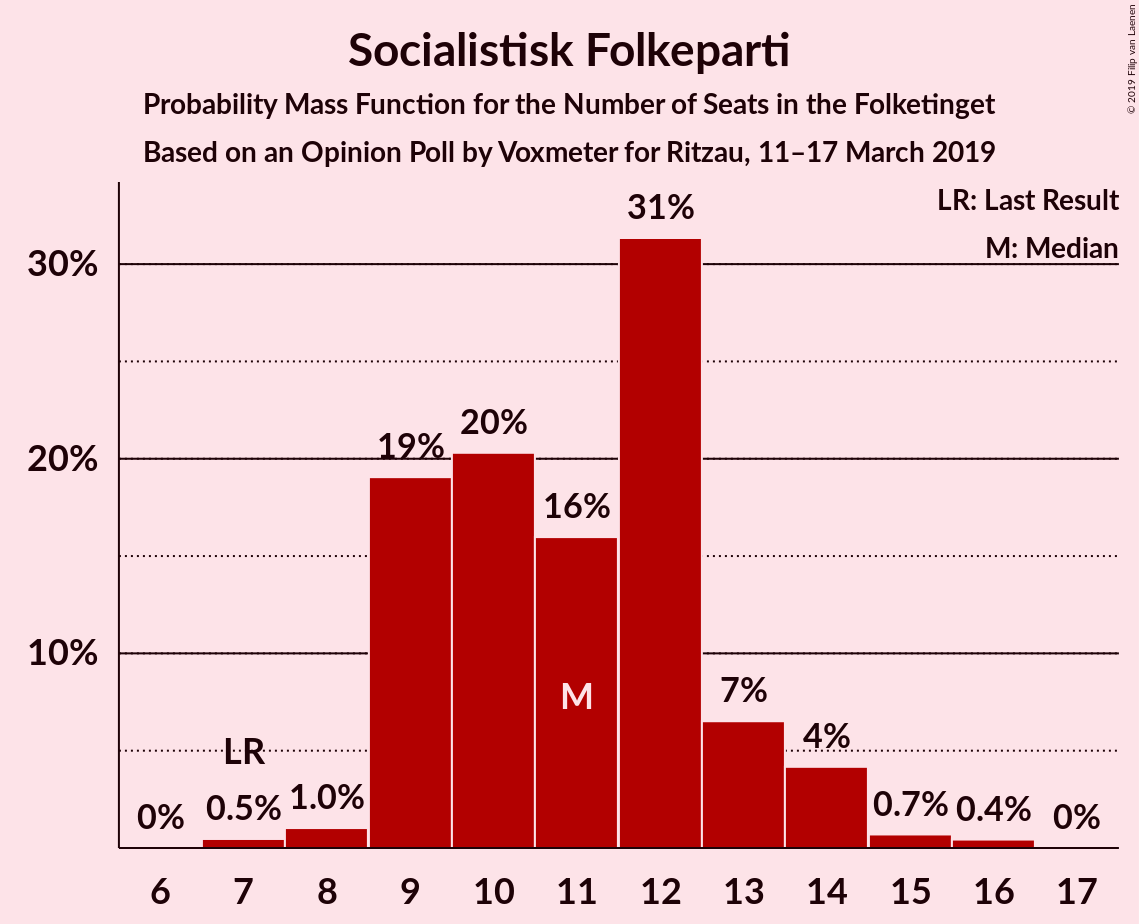 Socialistisk Folkeparti
Probability Mass Function for the Number of Seats in the Folketinget
Based on an Opinion Poll by Voxmeter for Ritzau, 11–17 March 2019
© 2019 Filip van Laenen
LR: Last Result
M: Median
30%
20%
10%
0%
LR
0.5%
1.0%
19%
20%
16%
M
31%
7%
4%
0.7%
0.4%
0%
6 7 8 9 10 11 12 13 14 15 16 17